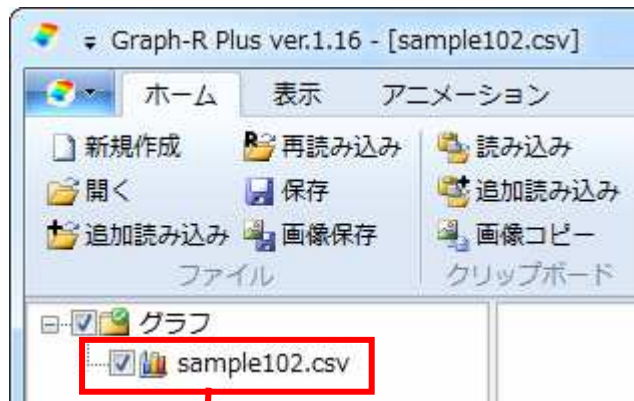 Graph-R Plus ver.1.16 - [sample102.csv]
ホーム 表示 アニメーション
新規作成 再読み込み 読み込み
開く 保存 追加読み込み
追加読み込み 画像保存 画像コピー
ファイル クリップボード
グラフ
sample102.csv